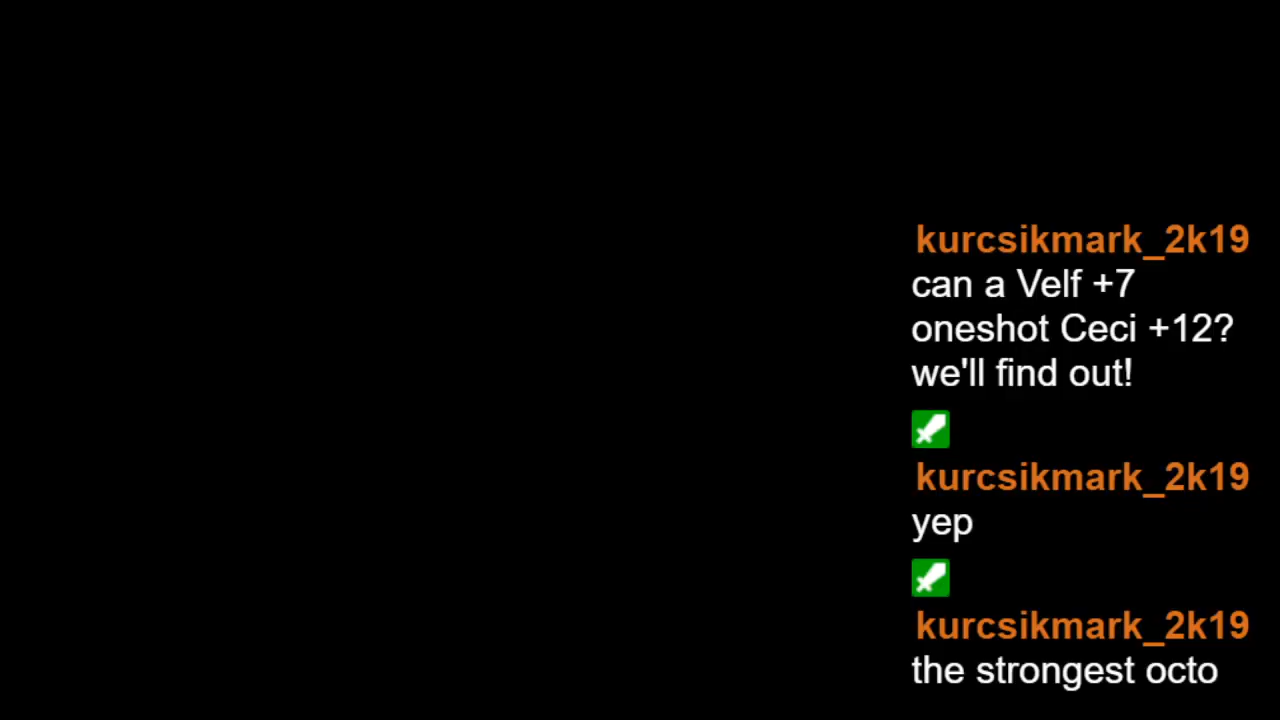 kurcsikmark_2k19
can a Velf +7
oneshot Ceci +12?
we'll find out!
kurcsikmark_2k19
yep
kurcsikmark_2k19
the strongest octo